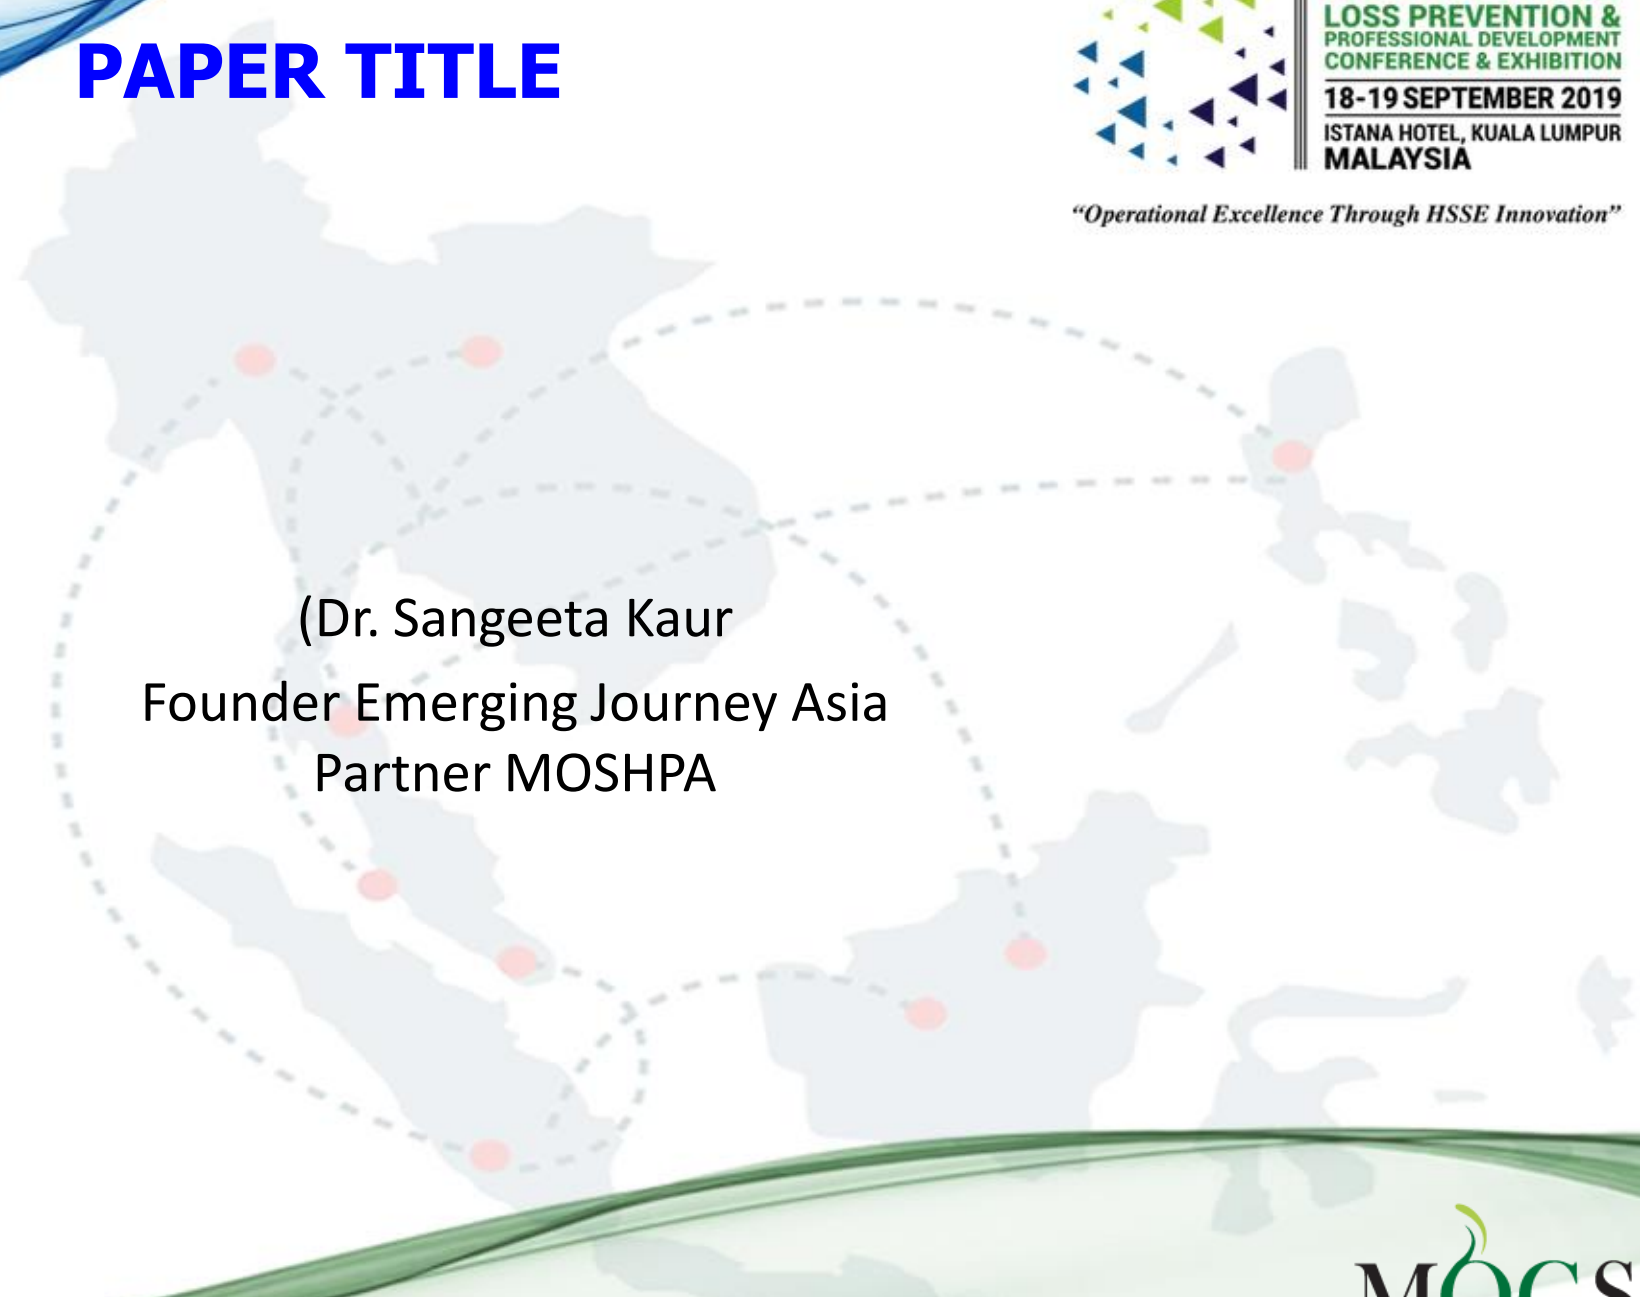 PAPER TITLE
LOSS PREVENTION &
PROFESSIONAL DEVELOPMENT
CONFERENCE & EXHIBITION
18-19 SEPTEMBER 2019
ISTANA HOTEL, KUALA LUMPUR
MALAYSIA
“Operational Excellence Through HSSE Innovation”
(Dr. Sangeeta Kaur
Founder Emerging Journey Asia
Partner MOSHPA
MOGS